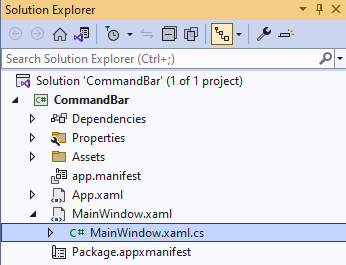 Solution Explorer
Search Solution Explorer (Ctrl+;)
Solution 'CommandBar' (1 of 1 project)
C# CommandBar
Dependencies
Properties
Assets
app.manifest
App.xaml
MainWindow.xaml
C# MainWindow.xaml.cs
Package.appxmanifest